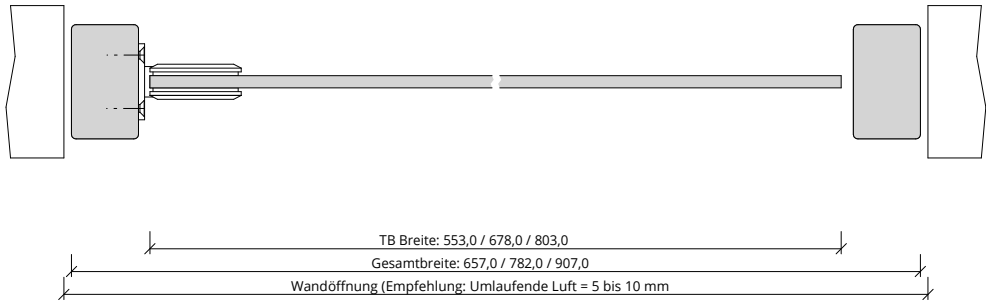 TB Breite: 553,0 / 678,0 / 803,0
Gesamtbreite: 657,0 / 782,0 / 907,0
Wandöffnung (Empfehlung: Umlaufende Luft = 5 bis 10 mm